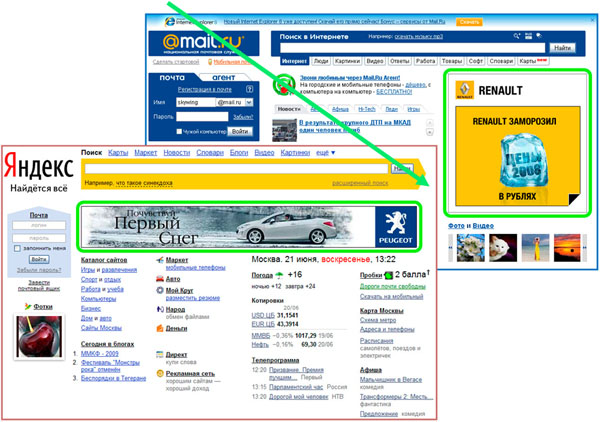 Новый Internet Explorer 8 уже доступен! Скачай его прямо сейчас! Бонус – сервисы от Mail.Ru
Скачать
@mail.ru
национальная почтовая служба
Сделать стартовой
Мобильная почта
Поиск в Интернете
Например, скачать музыку mp3
Найти
Интернет Люди Картинки Видео Ответы Работа Товары Софт Словари Карты
ПОЧТА агент
Регистрация в почте
Имя skywing @mail.ru
Пароль Забыли?
Чужой компьютер Войти
Звони любимым через Mail.Ru Агент!
На городские и мобильные телефоны - дёшево, с
компьютера на компьютер - БЕСПЛАТНО!
Новости Афиша Hi-Tech Леди Игры
В результате крупного ДТП на МКАД
один человек погиб
RENAULT
RENAULT ЗАМОРОЗИЛ
ЦЕНЫ
2008
В РУБЛЯХ
Фото и Видео
Яндекс
Найдётся всё
Поиск Карты Маркет Новости Словари Блоги Видео Картинки ещё ▼
Найти
Например, что такое синекдоха
расширенный поиск
Почта
логин
пароль
запомнить меня
Войти
Забыли пароль?
Завести
почтовый ящик
Фотки
Почувствуй
Первый
Снег
PEUGEOT
Каталог сайтов
Игры и развлечения
Спорт и отдых
Работа и учеба
Компьютеры
Бизнес
Дом и авто
Сайты Москвы
Сегодня в блогах
1. ММКФ - 2009
2. Фестиваль "Монстры
рока" отменён
3. Беспорядки в Тегеране
Маркет
мобильные телефоны
Авто
Мой Круг
разместить резюме
Народ
обмен файлами
Деньги
Директ
купи слова
Рекламная сеть
хорошим сайтам —
хороший доход
Москва. 21 июня, воскресенье, 13:22
Погода +16
ночью +12 завтра +24
Котировки
20/06
USD ЦБ 31,1541
EUR ЦБ 43,3914
ММВБ −0,36% 1017,29 19/06
Нефть −0,16% 69,30 20/06
Телепрограмма
12:20 Призвание. Премия
лучшим... Первый
13:15 Парламентский час Россия
13:20 Дорогой мой человек НТВ
Пробки 2 балла↑
Дороги почти свободны
Скачать на мобильный
Карта Москвы
Схема метро
Адреса и телефоны
Расписания
самолётов, поездов и
электричек
Афиша
Мальчишник в Вегасе
комедия
Трансформеры 2: Месть...
фантастика
Предложение комедия